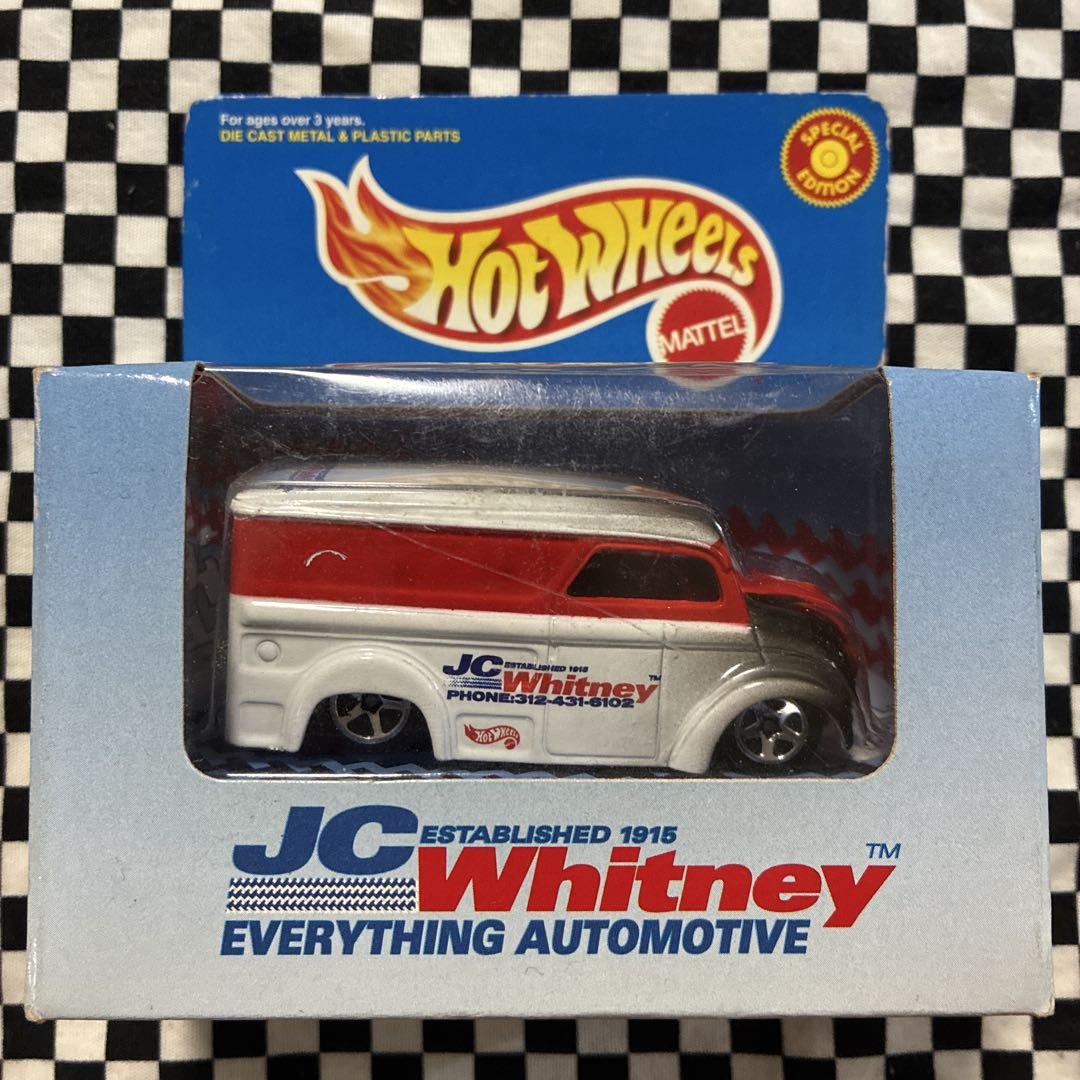 For ages over 3 years.
DIE CAST METAL & PLASTIC PARTS
SPECIAL
EDITION
HOT WHEELS
MATTEL
JC ESTABLISHED 1915
Whitney™
PHONE:312-431-6102
HOT WHEELS
JC ESTABLISHED 1915
Whitney™
EVERYTHING AUTOMOTIVE